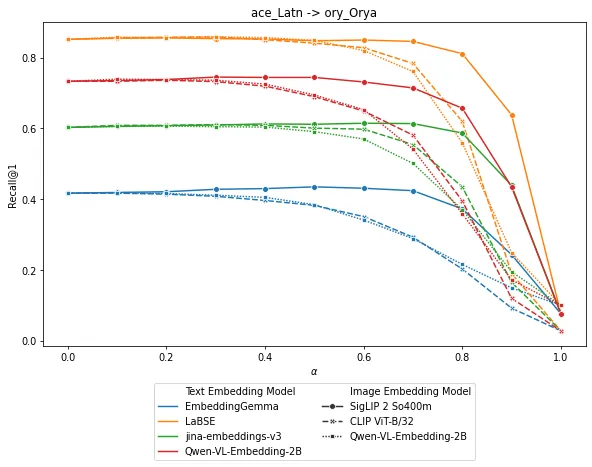 ace_Latn -> ory_Orya
Recall@1
0.8
0.6
0.4
0.2
0.0
0.0 0.2 0.4 0.6 0.8 1.0
α
Text Embedding Model
EmbeddingGemma
LaBSE
jina-embeddings-v3
Qwen-VL-Embedding-2B
Image Embedding Model
SigLIP 2 So400m
CLIP ViT-B/32
Qwen-VL-Embedding-2B